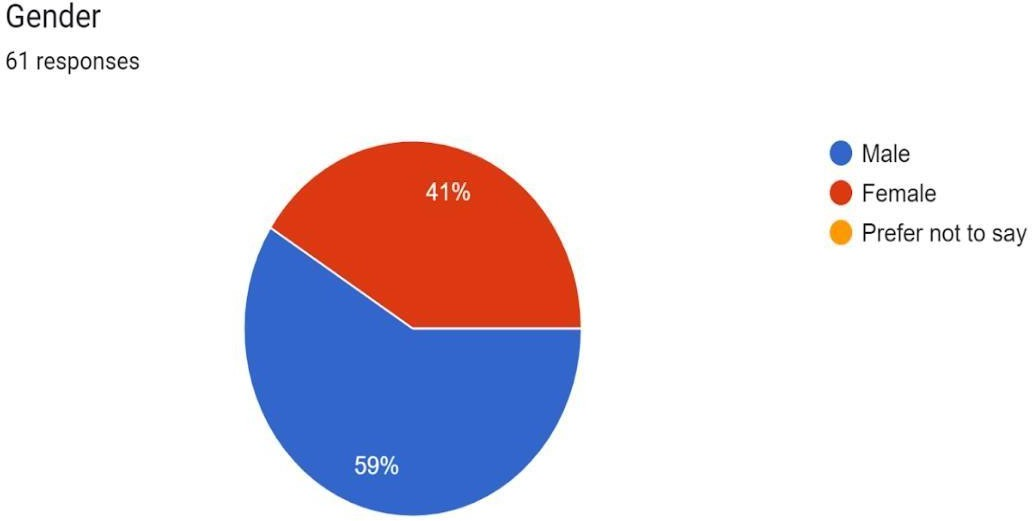 Gender
61 responses
41%
59%
Male
Female
Prefer not to say